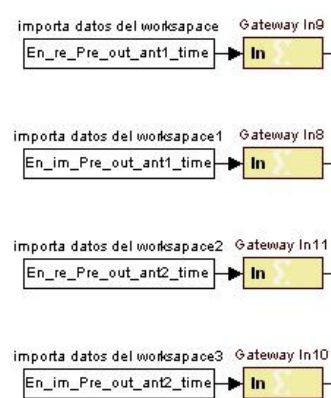 importa datos del worksapace Gateway In9
En_re_Pre_out_ant1_time In
importa datos del worksapace1 Gateway In8
En_im_Pre_out_ant1_time In
importa datos del worksapace2 Gateway In11
En_re_Pre_out_ant2_time In
importa datos del worksapace3 Gateway In10
En_im_Pre_out_ant2_time In